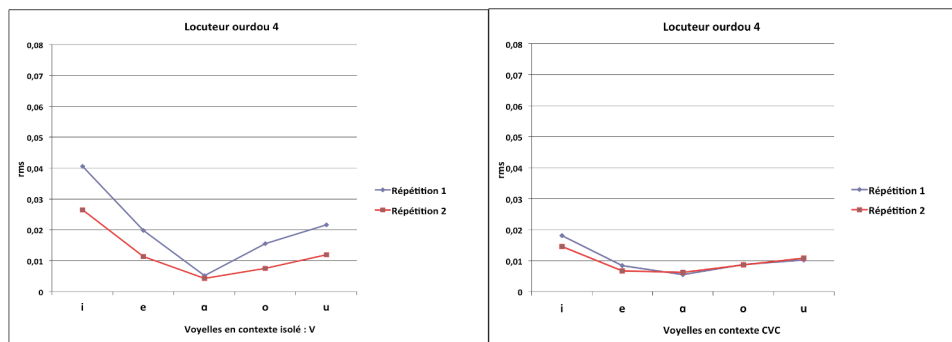 Locuteur ourdou 4
0,08
0,07
0,06
0,05
0,04
0,03
0,02
0,01
0
rms
i e ɑ o u
Voyelles en contexte isolé : V
Répétition 1
Répétition 2
Locuteur ourdou 4
0,08
0,07
0,06
0,05
0,04
0,03
0,02
0,01
0
rms
i e ɑ o u
Voyelles en contexte CVC
Répétition 1
Répétition 2